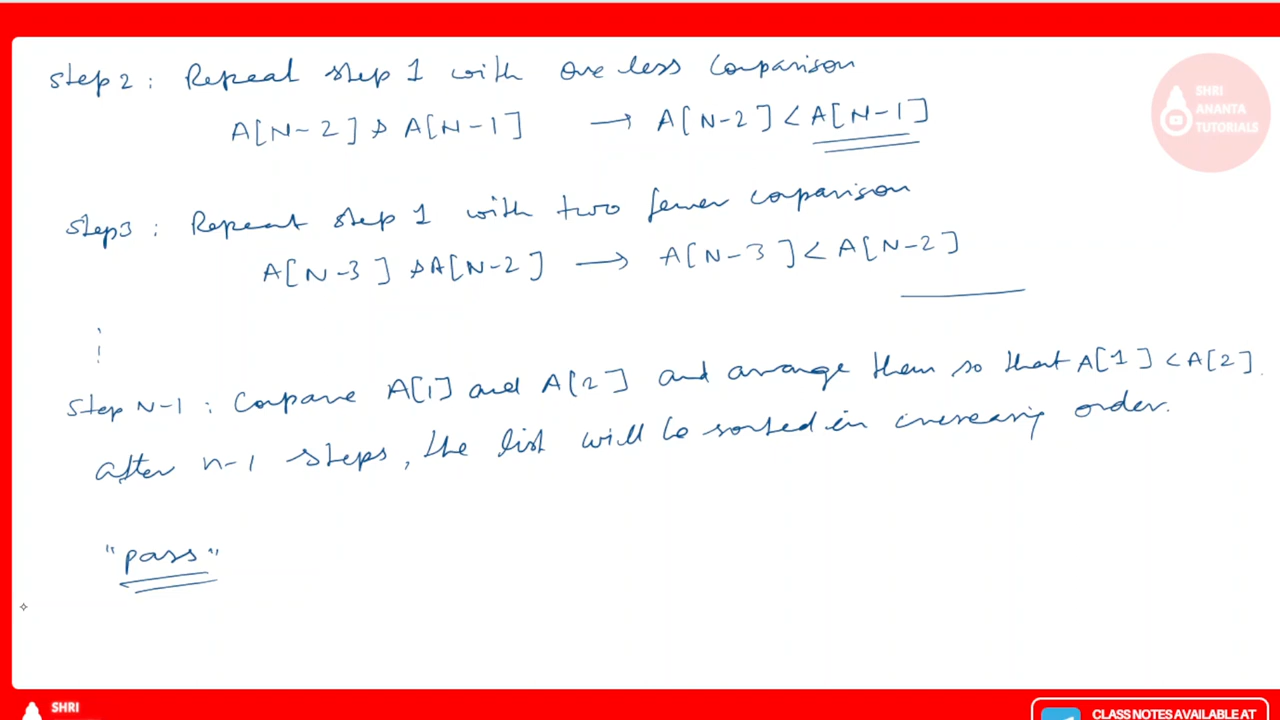 Step 2 : Repeat step 1 with one less comparison
A[N-2] > A[N-1] → A[N-2] < A[N-1]
Step3 : Repeat step 1 with two fewer comparison
A[N-3] > A[N-2] → A[N-3] < A[N-2]
Step N-1 : Compare A[1] and A[2] and arrange them so that A[1] < A[2].
after n-1 steps, the list will be sorted in increasing order.
"pass"
SHRI
ANANTA
TUTORIALS
SHRI
CLASS NOTES AVAILABLE AT